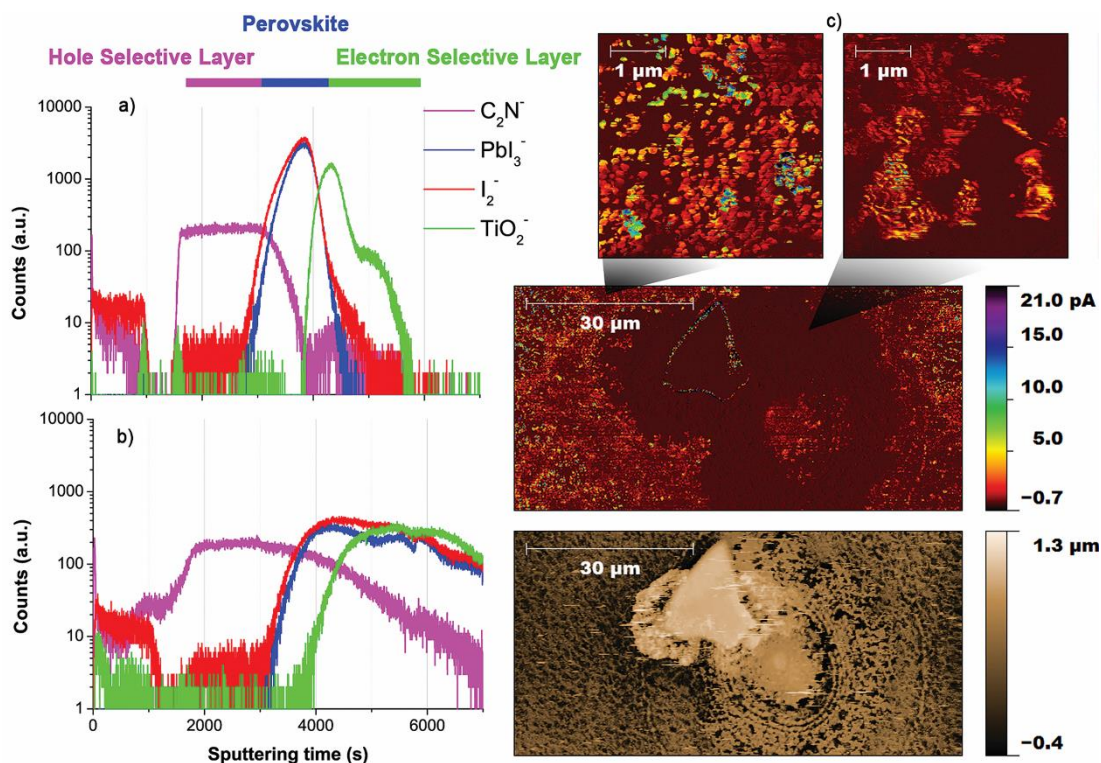 Perovskite
Hole Selective Layer
Electron Selective Layer
a)
C₂N⁻
PbI₃⁻
I₂⁻
TiO₂⁻
10000
1000
100
10
1
Counts (a.u.)
b)
10000
1000
100
10
1
Counts (a.u.)
0 2000 4000 6000
Sputtering time (s)
c)
1 µm
1 µm
30 µm
21.0 pA
15.0
10.0
5.0
−0.7
30 µm
1.3 µm
−0.4